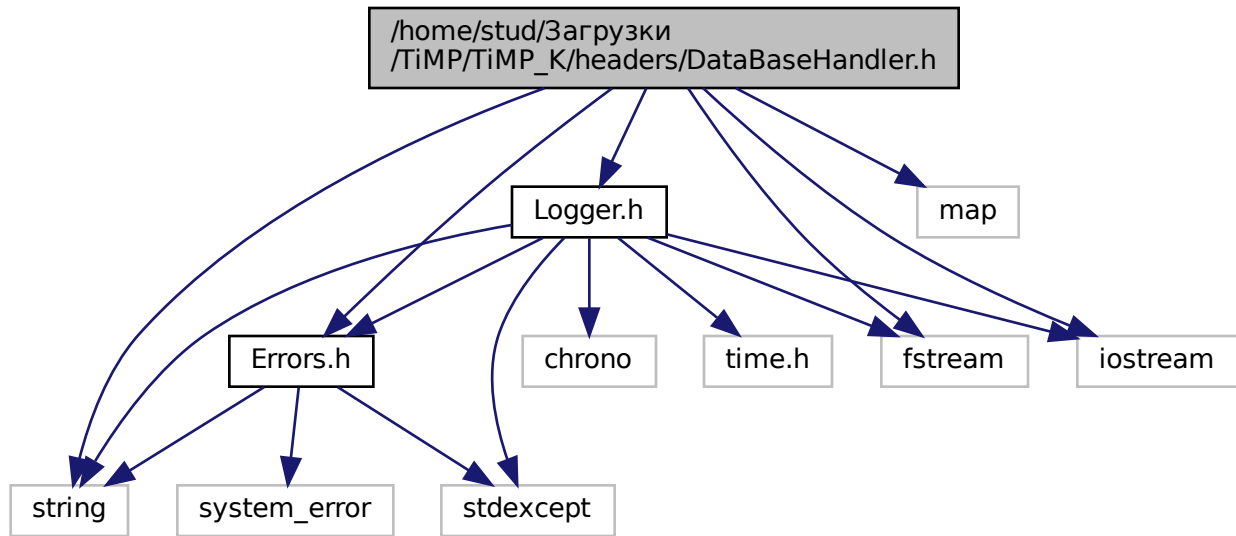 /home/stud/Загрузки
/TiMP/TiMP_K/headers/DataBaseHandler.h
Logger.h
map
Errors.h
chrono
time.h
fstream
iostream
string
system_error
stdexcept